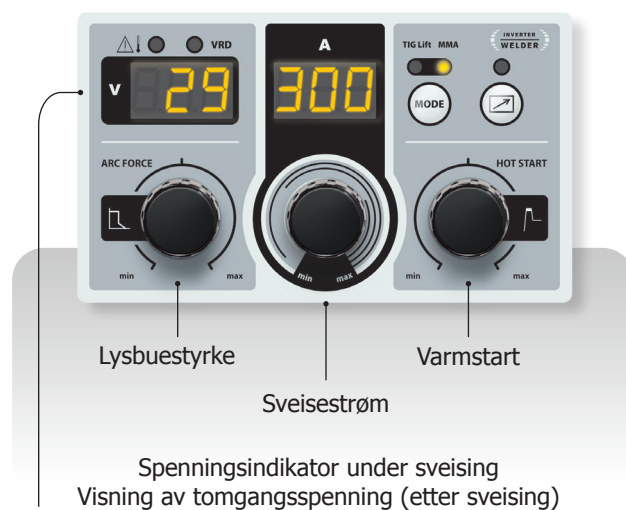 VRD
A
TIG Lift MMA
INVERTER
WELDER
V
29
300
MODE
ARC FORCE
HOT START
min
max
min
max
min
max
Lysbuestyrke
Varmstart
Sveisestrøm
Spenningsindikator under sveising
Visning av tomgangsspenning (etter sveising)